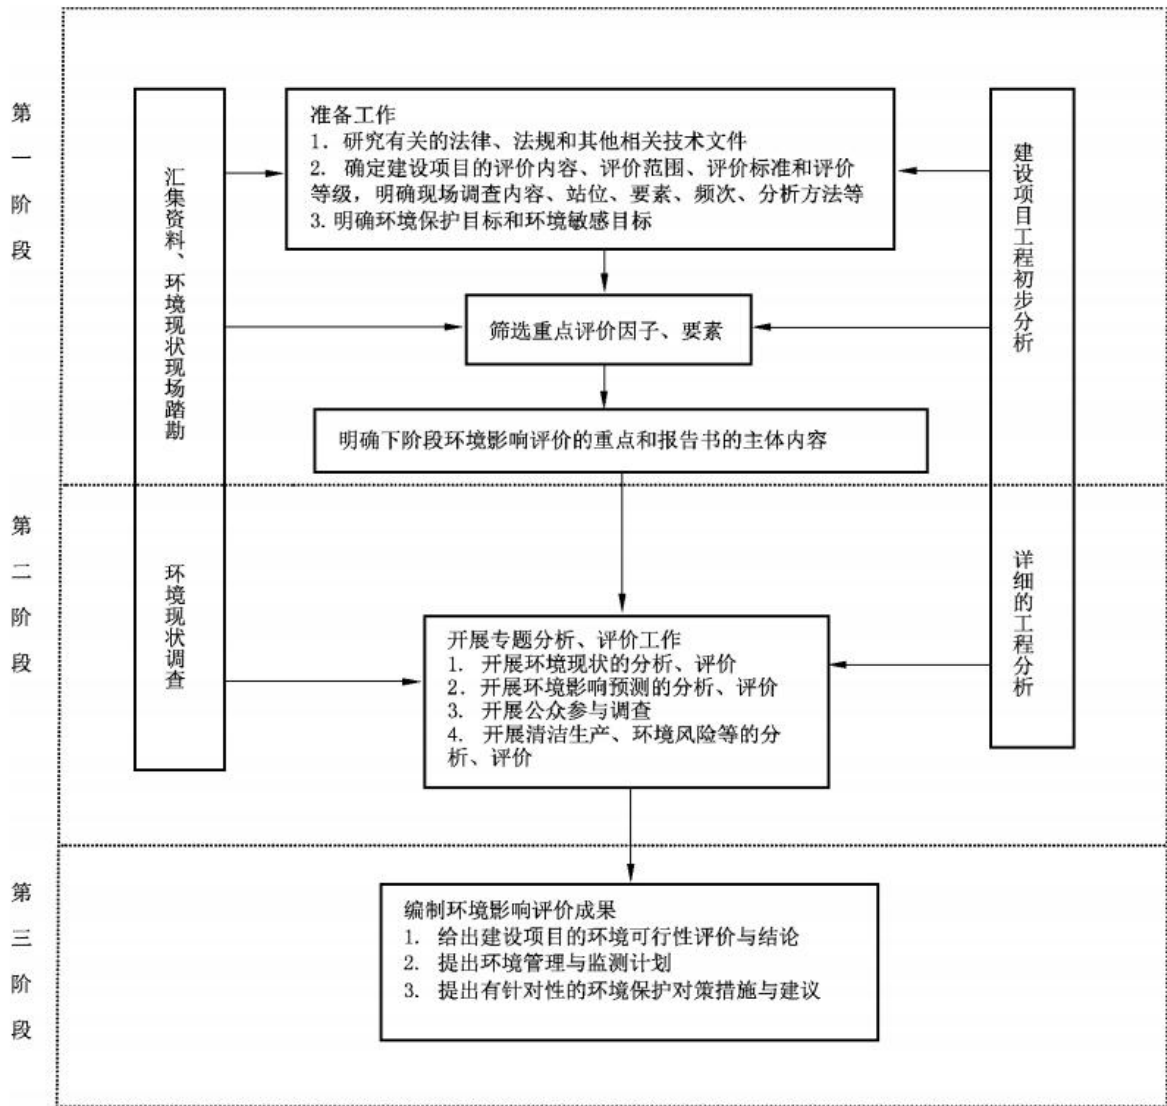 第一阶段
汇集资料、环境现状现场踏勘
准备工作
1. 研究有关的法律、法规和其他相关技术文件
2. 确定建设项目的评价内容、评价范围、评价标准和评价
等级，明确现场调查内容、站位、要素、频次、分析方法等
3. 明确环境保护目标和环境敏感目标
建设项目工程初步分析
筛选重点评价因子、要素
明确下阶段环境影响评价的重点和报告书的主体内容
第二阶段
环境现状调查
开展专题分析、评价工作
1. 开展环境现状的分析、评价
2. 开展环境影响预测的分析、评价
3. 开展公众参与调查
4. 开展清洁生产、环境风险等的分
析、评价
详细的工程分析
第三阶段
编制环境影响评价成果
1. 给出建设项目的环境可行性评价与结论
2. 提出环境管理与监测计划
3. 提出有针对性的环境保护对策措施与建议